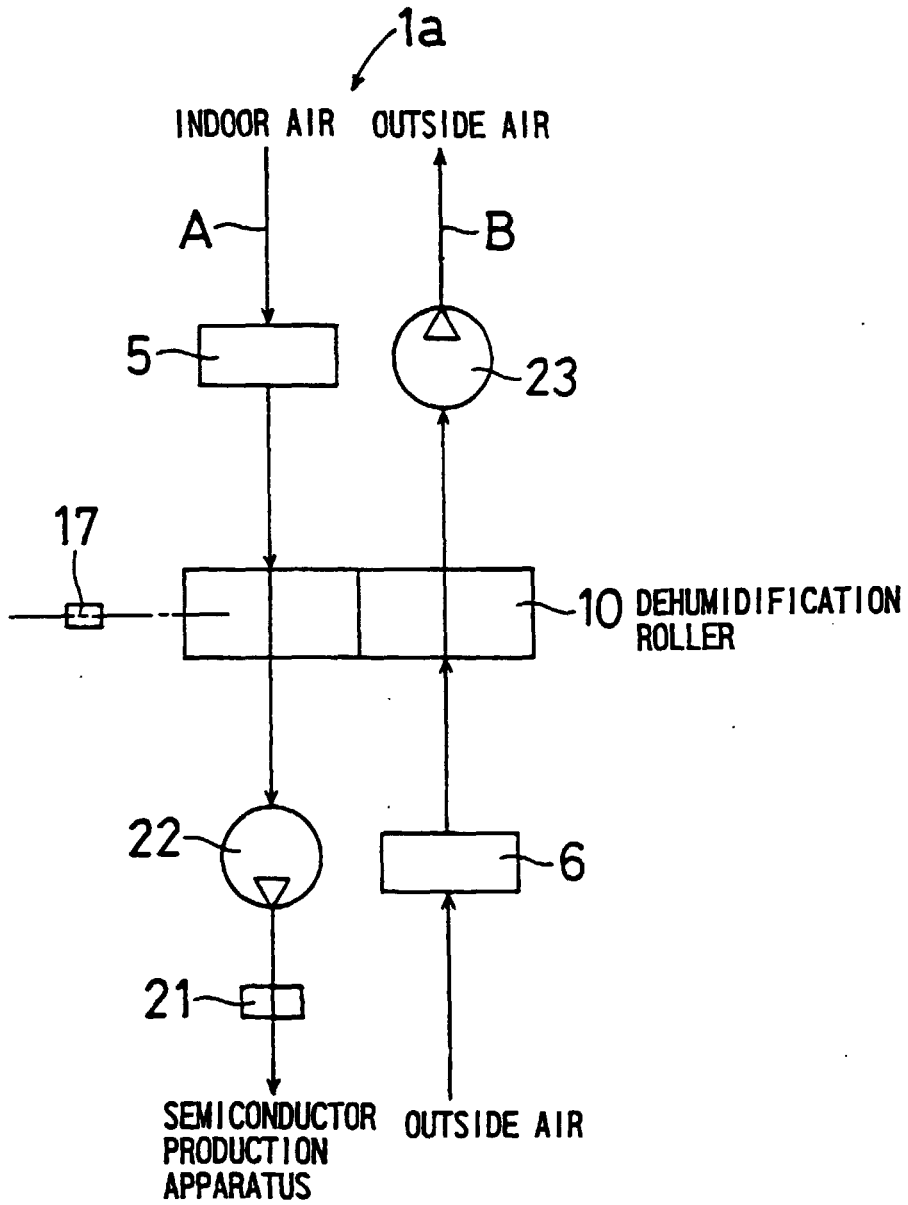 1a
INDOOR AIR
OUTSIDE AIR
A
B
5
23
17
10 DEHUMIDIFICATION
ROLLER
22
6
21
SEMICONDUCTOR
PRODUCTION
APPARATUS
OUTSIDE AIR